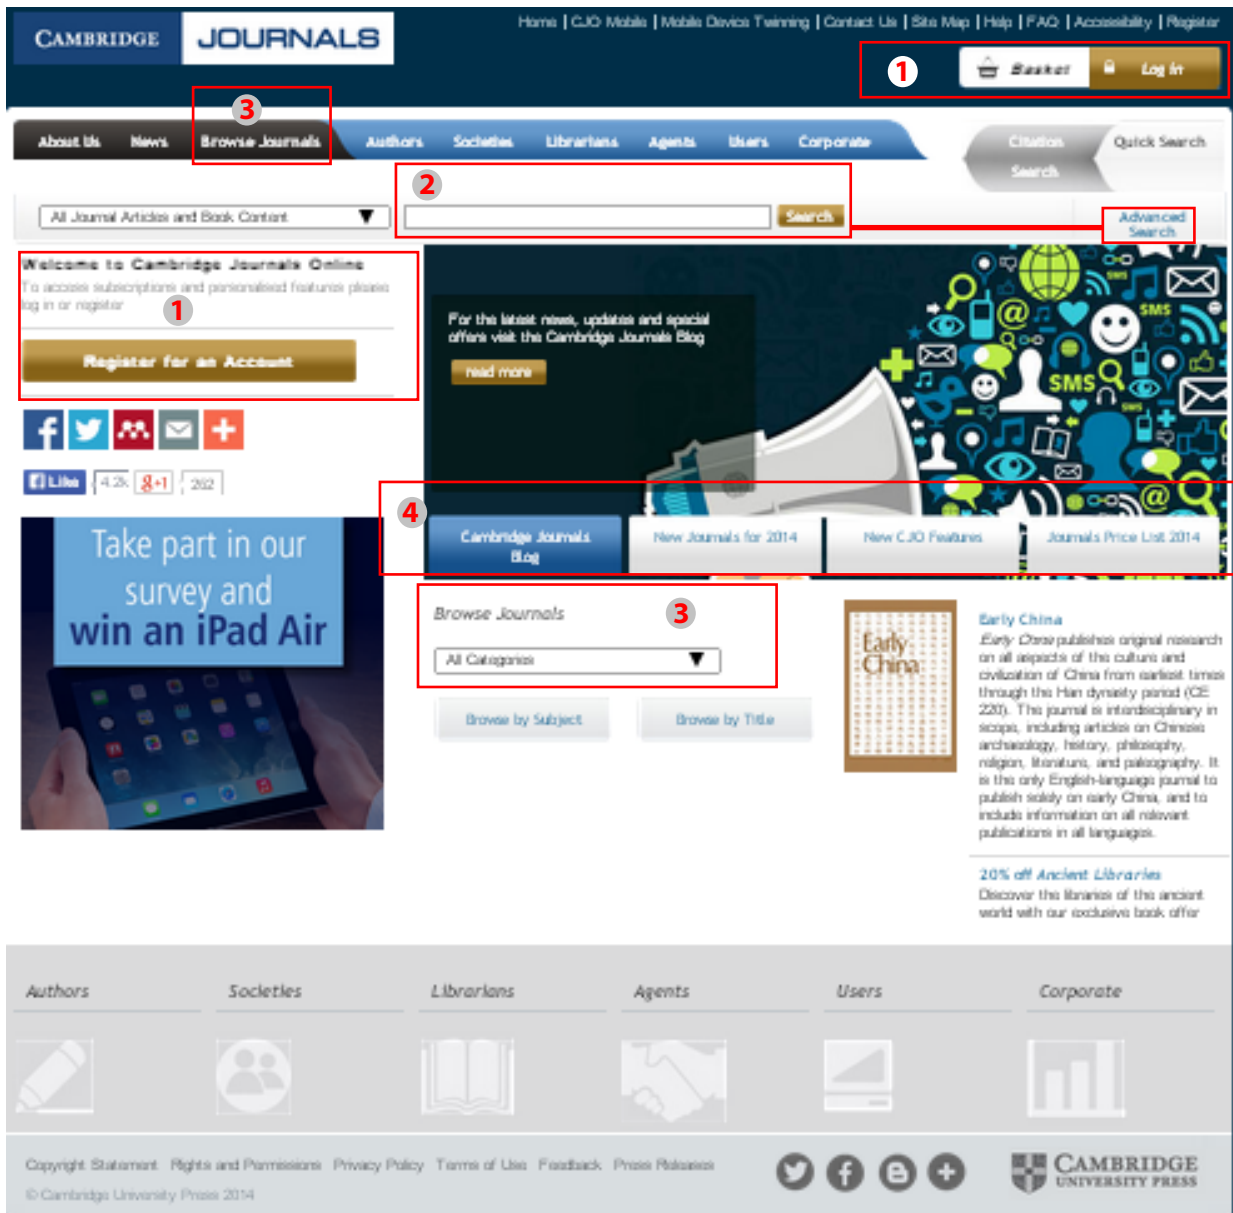 Home | CJO Mobile | Mobile Device Twinning | Contact Us | Site Map | Help | FAQ | Accessibility | Register
CAMBRIDGE JOURNALS
1
Basket Log in
3
About Us News Browse Journals Authors Societies Librarians Agents Users Corporate
Citation Search
Quick Search
2
All Journal Articles and Book Content ▼
Search
Advanced Search
Welcome to Cambridge Journals Online
To access subscriptions and personalised features please
log in or register
1
Register for an Account
For the latest news, updates and special
offers visit the Cambridge Journals Blog
read more
SMS
SMS
SMS
SMS
Like 4.2k +1 262
4
Cambridge Journals
Blog
New Journals for 2014
New CJO Features
Journals Price List 2014
Take part in our
survey and
win an iPad Air
Browse Journals
3
All Categories ▼
Browse by Subject
Browse by Title
Early
China
Early China
Early China publishes original research
on all aspects of the culture and
civilization of China from earliest times
through the Han dynasty period (CE
220). The journal is interdisciplinary in
scope, including articles on Chinese
archaeology, history, philosophy,
religion, literature, and paleography. It
is the only English-language journal to
publish solely on early China, and to
include information on all relevant
publications in all languages.
20% off Ancient Libraries
Discover the libraries of the ancient
world with our exclusive book offer
Authors Societies Librarians Agents Users Corporate
Copyright Statement Rights and Permissions Privacy Policy Terms of Use Feedback Press Releases
© Cambridge University Press 2014
CAMBRIDGE
UNIVERSITY PRESS